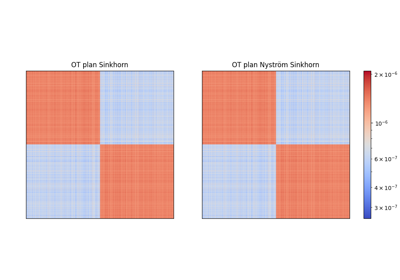 OT plan Sinkhorn
OT plan Nyström Sinkhorn
2 × 10⁻⁶
10⁻⁶
6 × 10⁻⁷
4 × 10⁻⁷
3 × 10⁻⁷